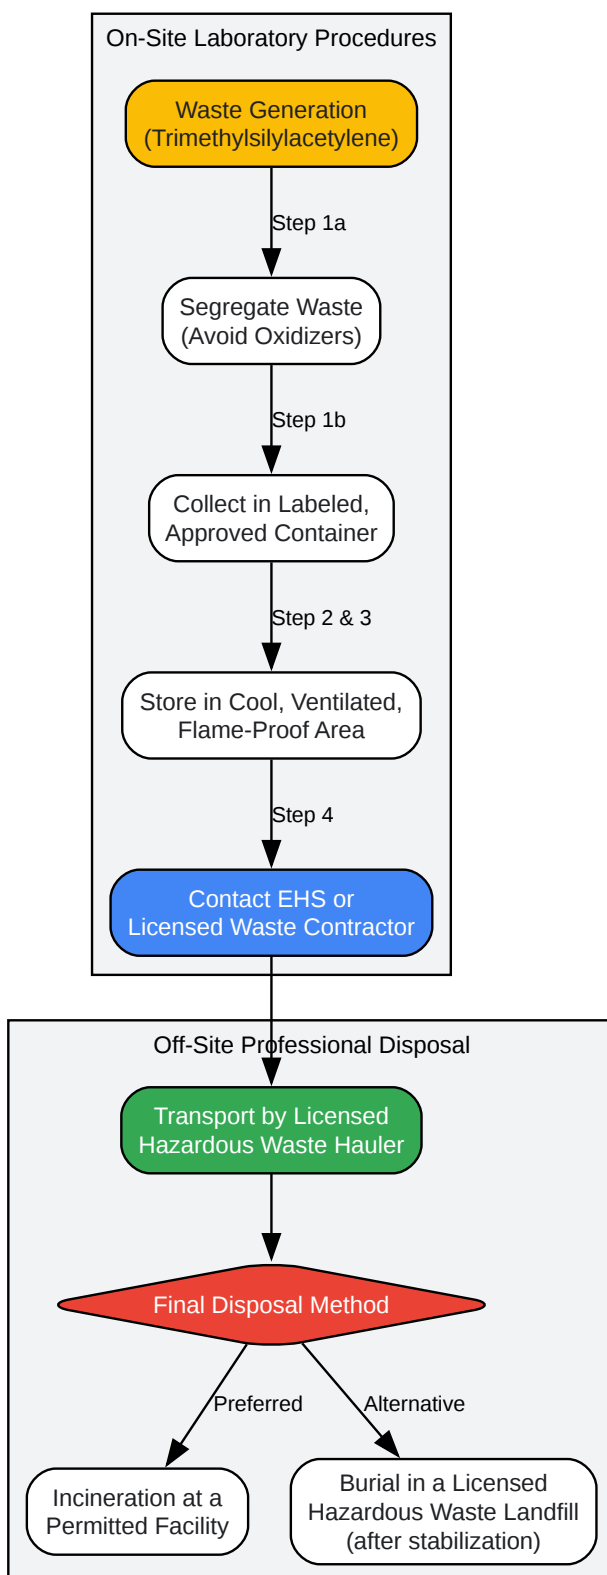 On-Site Laboratory Procedures
Waste Generation
(Trimethylsilylacetylene)
Step 1a
Segregate Waste
(Avoid Oxidizers)
Step 1b
Collect in Labeled,
Approved Container
Step 2 & 3
Store in Cool, Ventilated,
Flame-Proof Area
Step 4
Contact EHS or
Licensed Waste Contractor
Off-Site Professional Disposal
Transport by Licensed
Hazardous Waste Hauler
Final Disposal Method
Preferred
Alternative
Incineration at a
Permitted Facility
Burial in a Licensed
Hazardous Waste Landfill
(after stabilization)